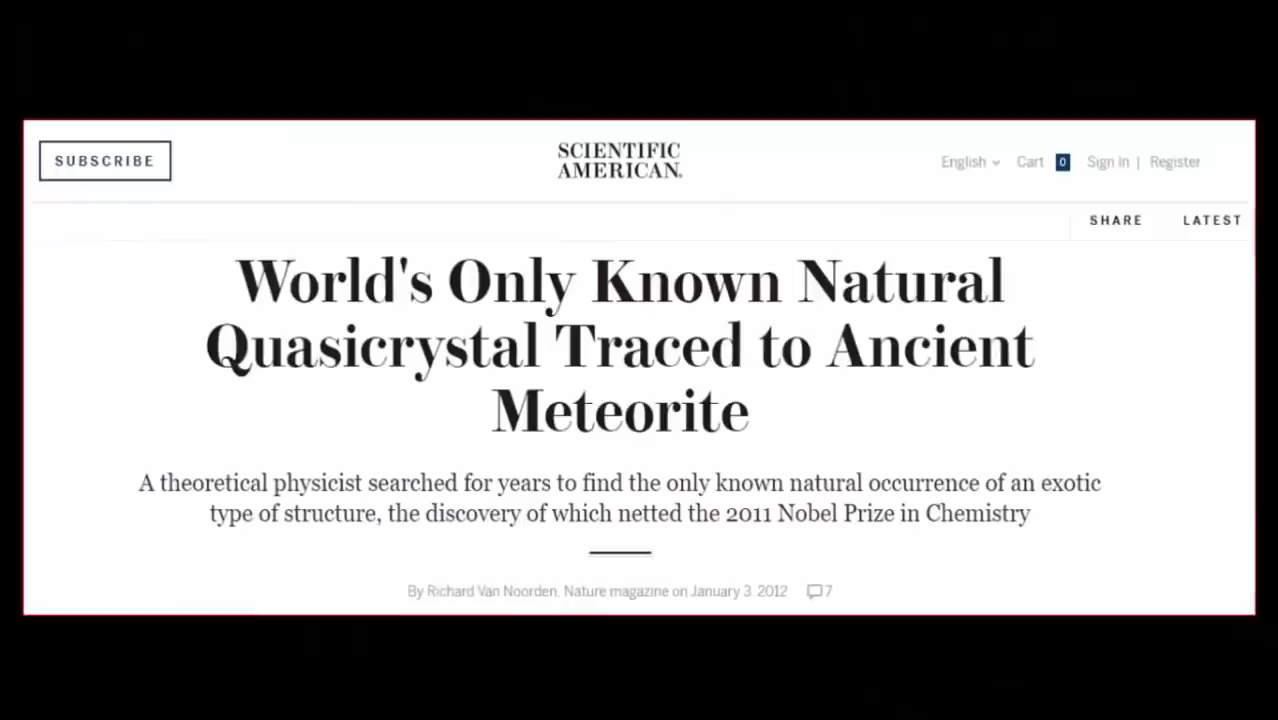 SUBSCRIBE
SCIENTIFIC
AMERICAN
English
Cart 0
Sign In | Register
SHARE
LATEST
World's Only Known Natural
Quasicrystal Traced to Ancient
Meteorite
A theoretical physicist searched for years to find the only known natural occurrence of an exotic
type of structure, the discovery of which netted the 2011 Nobel Prize in Chemistry
By Richard Van Noorden, Nature magazine on January 3, 2012 7